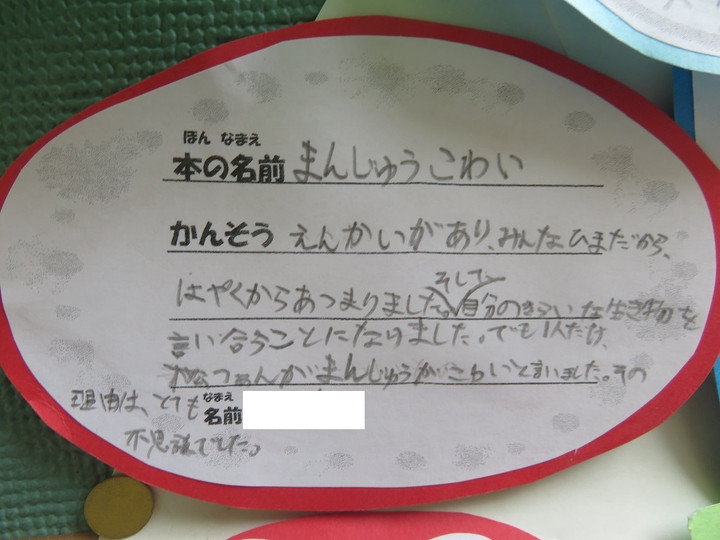 ほん なまえ
本の名前 まんじゅうこわい
かんそう えんかいがあり、みんなひまだから、
そして
はやくからあつまりました。自分のきらいな生き物を
言い合うことになりました。でも1人だけ、
がまんじゅうがこわいと言いました。その
理由は、とても
なまえ
名前
不思議でした。